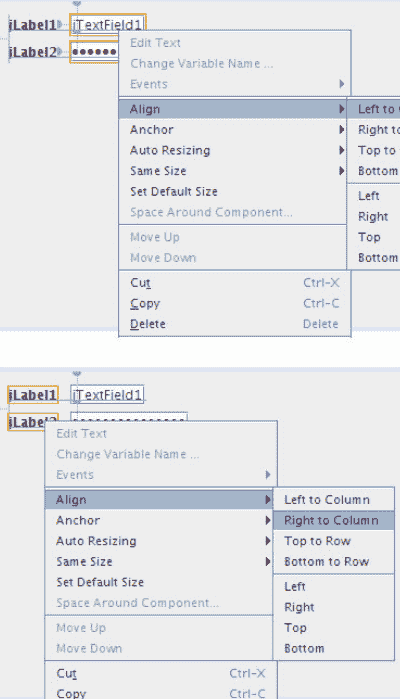 jLabel1 jTextField1
jLabel2
Edit Text
Change Variable Name ...
Events
Align Left to
Anchor Right to
Auto Resizing Top to
Same Size Bottom
Set Default Size Left
Space Around Component... Right
Move Up Top
Move Down Bottom
Cut Ctrl-X
Copy Ctrl-C
Delete Delete
jLabel1 jTextField1
Edit Text
Change Variable Name ...
Events
Align Left to Column
Anchor Right to Column
Auto Resizing Top to Row
Same Size Bottom to Row
Set Default Size Left
Space Around Component... Right
Move Up Top
Move Down Bottom
Cut Ctrl-X
Copy Ctrl-C